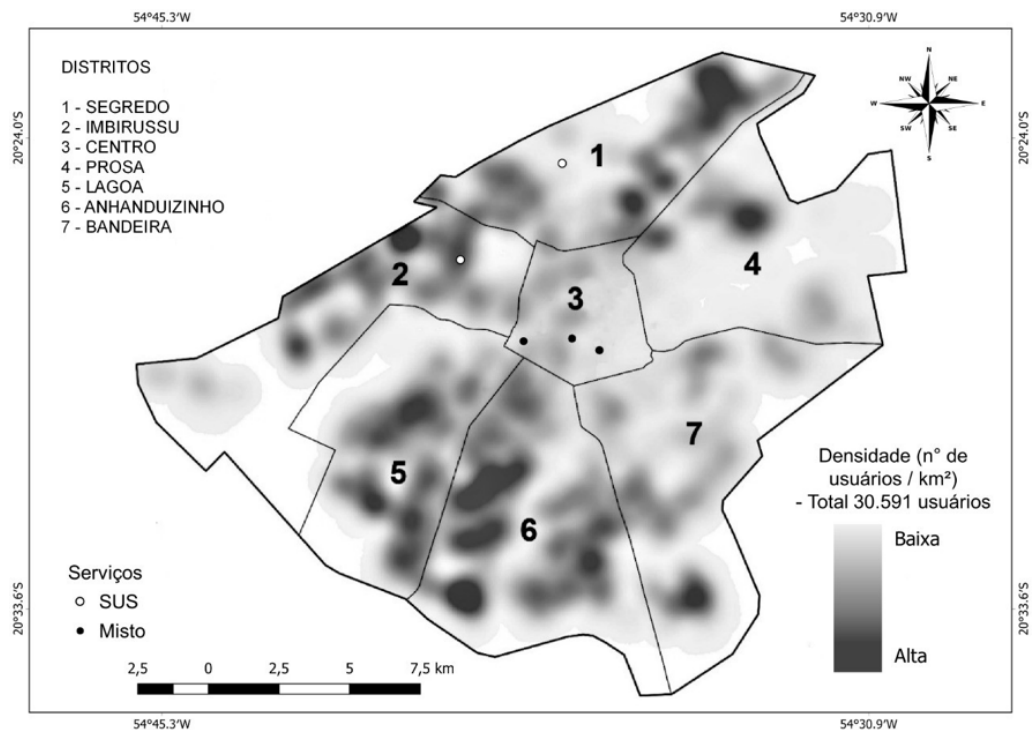 54°45.3'W
54°30.9'W
DISTRITOS
1 - SEGREDO
2 - IMBIRUSSU
3 - CENTRO
4 - PROSA
5 - LAGOA
6 - ANHANDUIZINHO
7 - BANDEIRA
N
NW
NE
W
E
SW
SE
S
20°24.0'S
20°24.0'S
1
2
3
4
5
6
7
Densidade (n° de
usuários / km²)
- Total 30.591 usuários
Baixa
Alta
Serviços
SUS
Misto
20°33.6'S
20°33.6'S
2,5 0 2,5 5 7,5 km
54°45.3'W
54°30.9'W